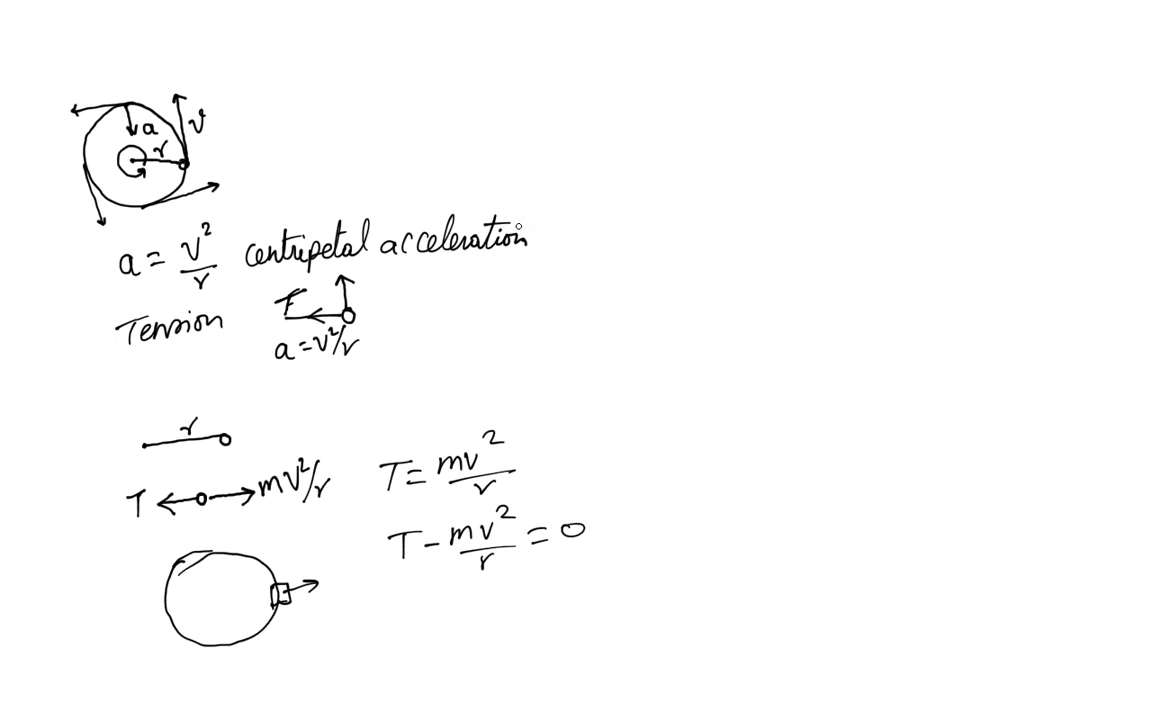 a v
r
a = v²/r centripetal acceleration
Tension T
a = v²/r
r
T mv²/r T = mv²/r
T - mv²/r = 0